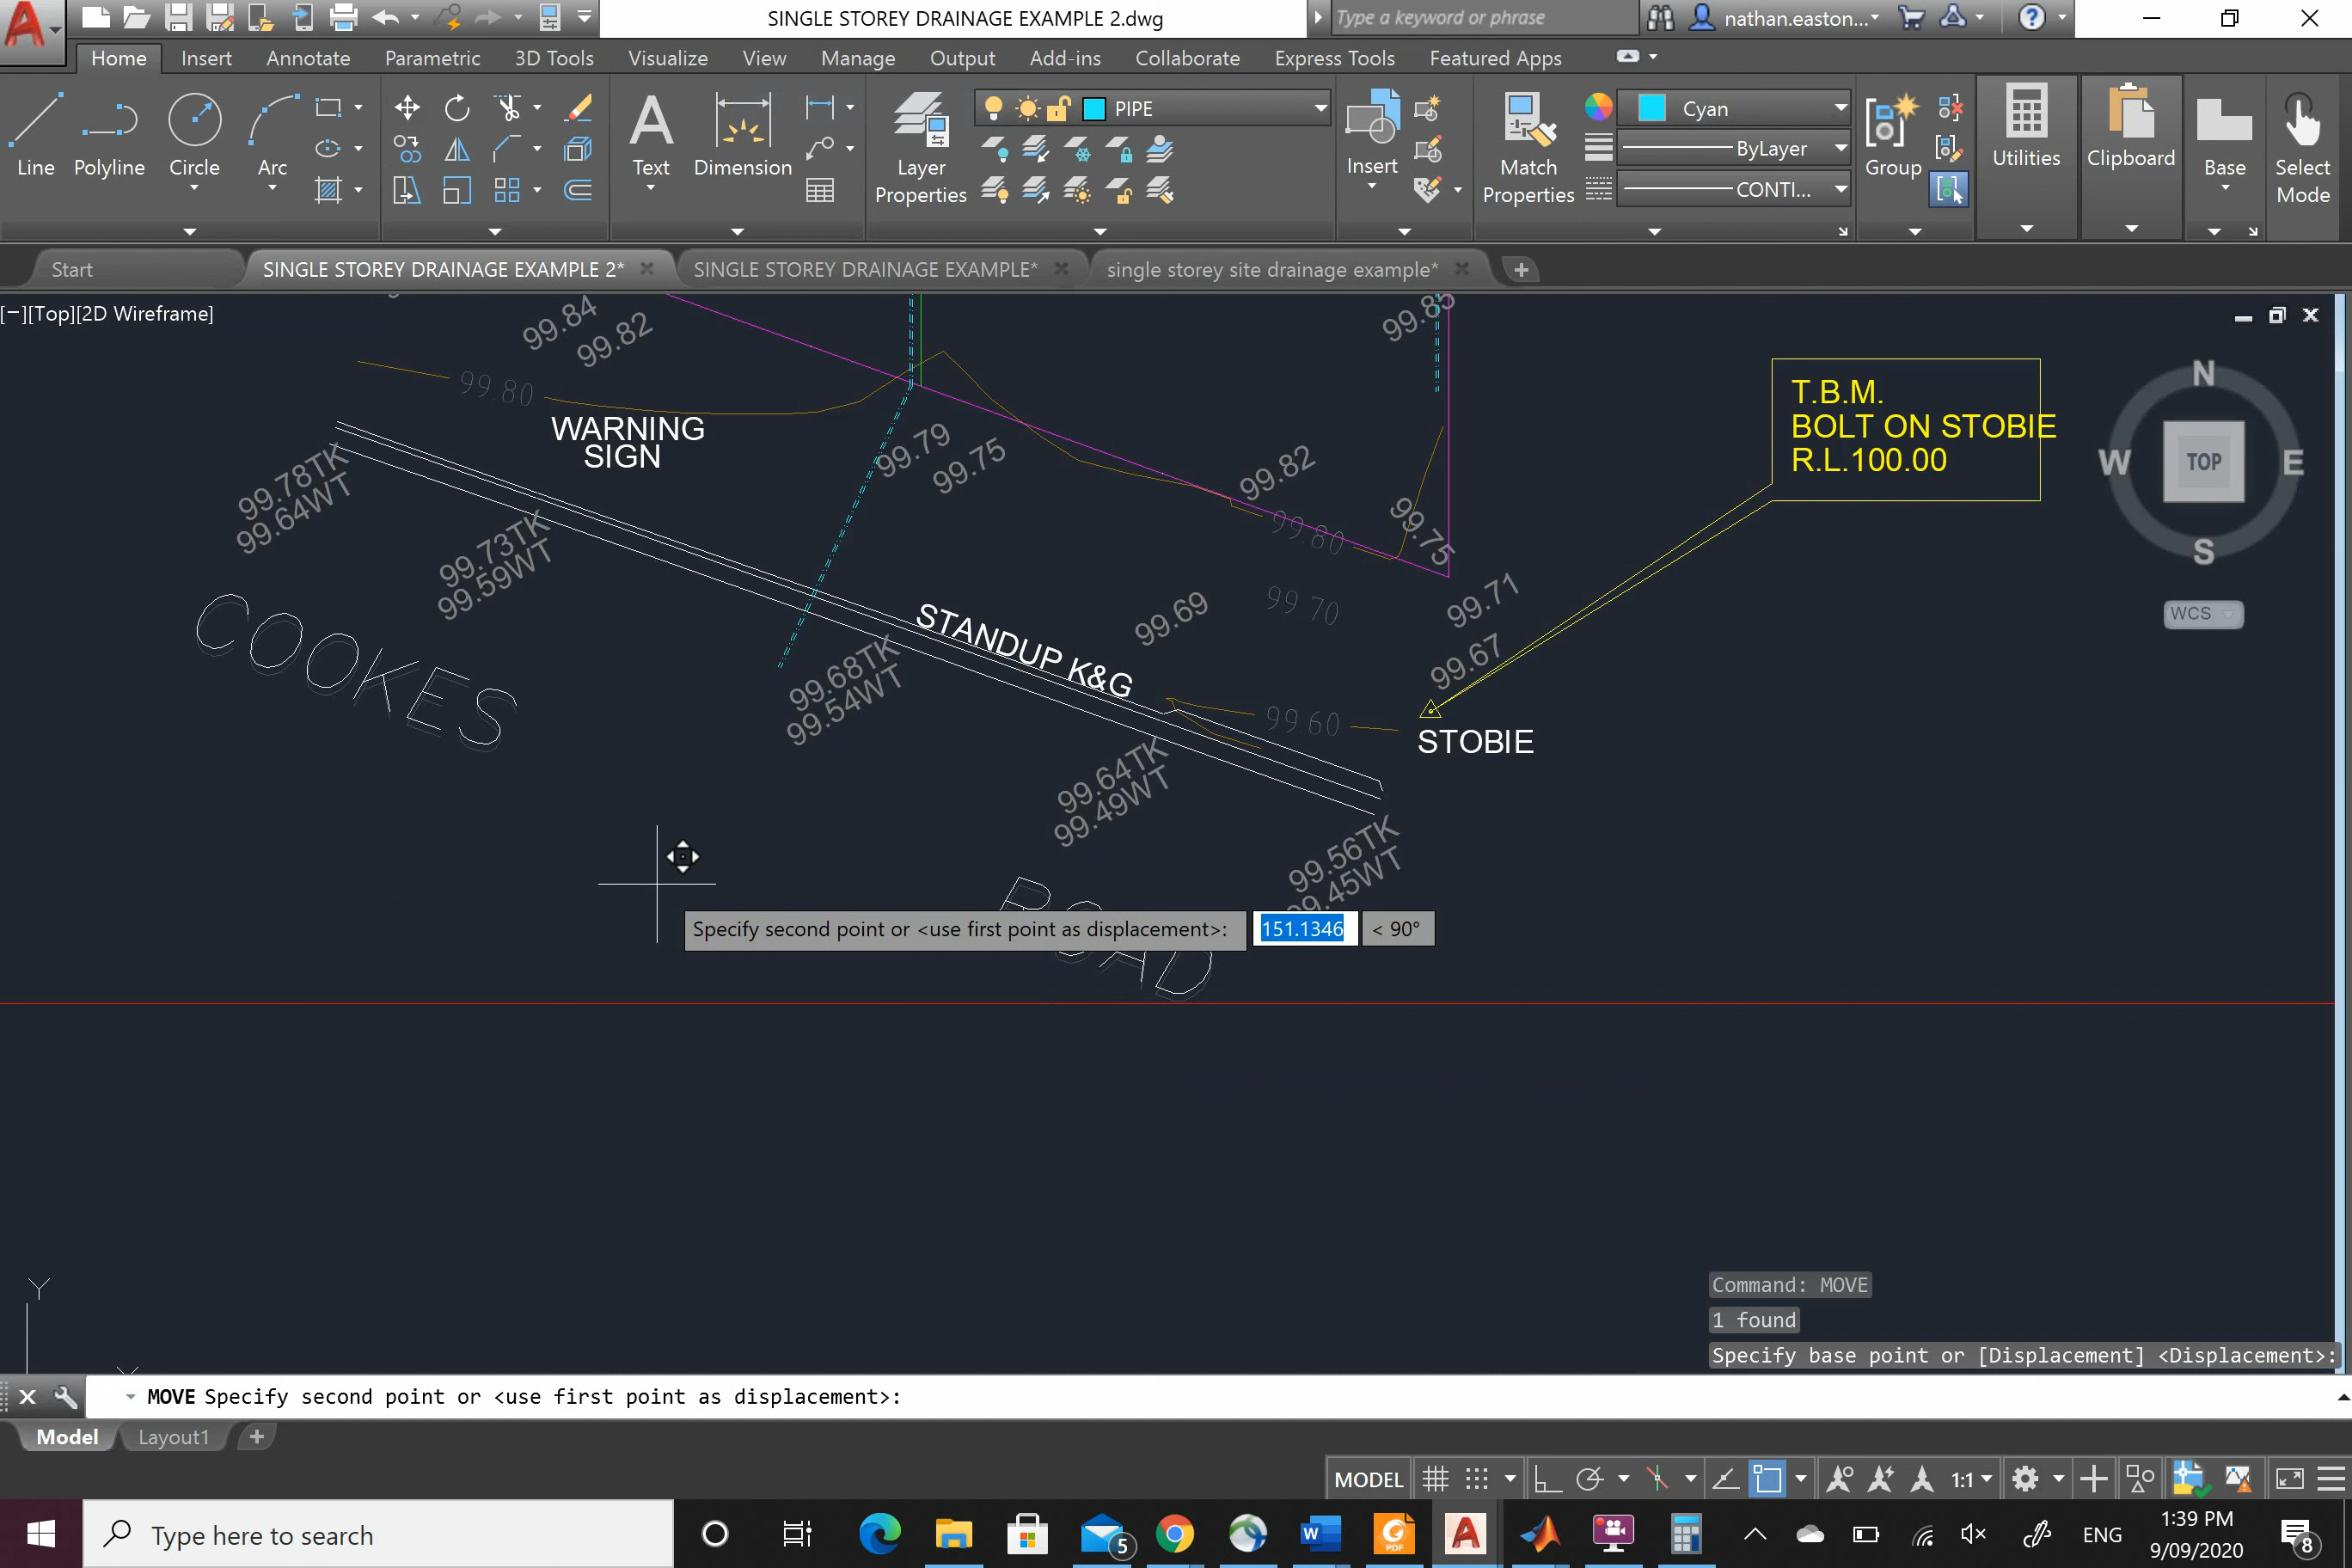 SINGLE STOREY DRAINAGE EXAMPLE 2.dwg
Type a keyword or phrase
nathan.easton...
Home Insert Annotate Parametric 3D Tools Visualize View Manage Output Add-ins Collaborate Express Tools Featured Apps
PIPE
Cyan
ByLayer
CONTI...
Line Polyline Circle Arc
Text Dimension
Layer
Properties
Insert
Match
Properties
Group
Utilities
Clipboard
Base
Select
Mode
Start
SINGLE STOREY DRAINAGE EXAMPLE 2*
SINGLE STOREY DRAINAGE EXAMPLE*
single storey site drainage example*
[−][Top][2D Wireframe]
99.84
99.82
99.85
99.80
WARNING
SIGN
99.79
99.75
99.82
99.80
99.75
T.B.M.
BOLT ON STOBIE
R.L.100.00
N
W
TOP
E
S
WCS
99.78TK
99.64WT
99.73TK
99.59WT
COOKES
STANDUP K&G
99.69
99.70
99.71
99.67
99.68TK
99.54WT
99.60
STOBIE
99.64TK
99.49WT
99.56TK
99.45WT
ROAD
Specify second point or <use first point as displacement>: 151.1346 < 90°
Y
Command: MOVE
1 found
Specify base point or [Displacement] <Displacement>:
MOVE Specify second point or <use first point as displacement>:
Model Layout1
MODEL
1:1
Type here to search
5
W
PDF
A
ENG
1:39 PM
9/09/2020
8